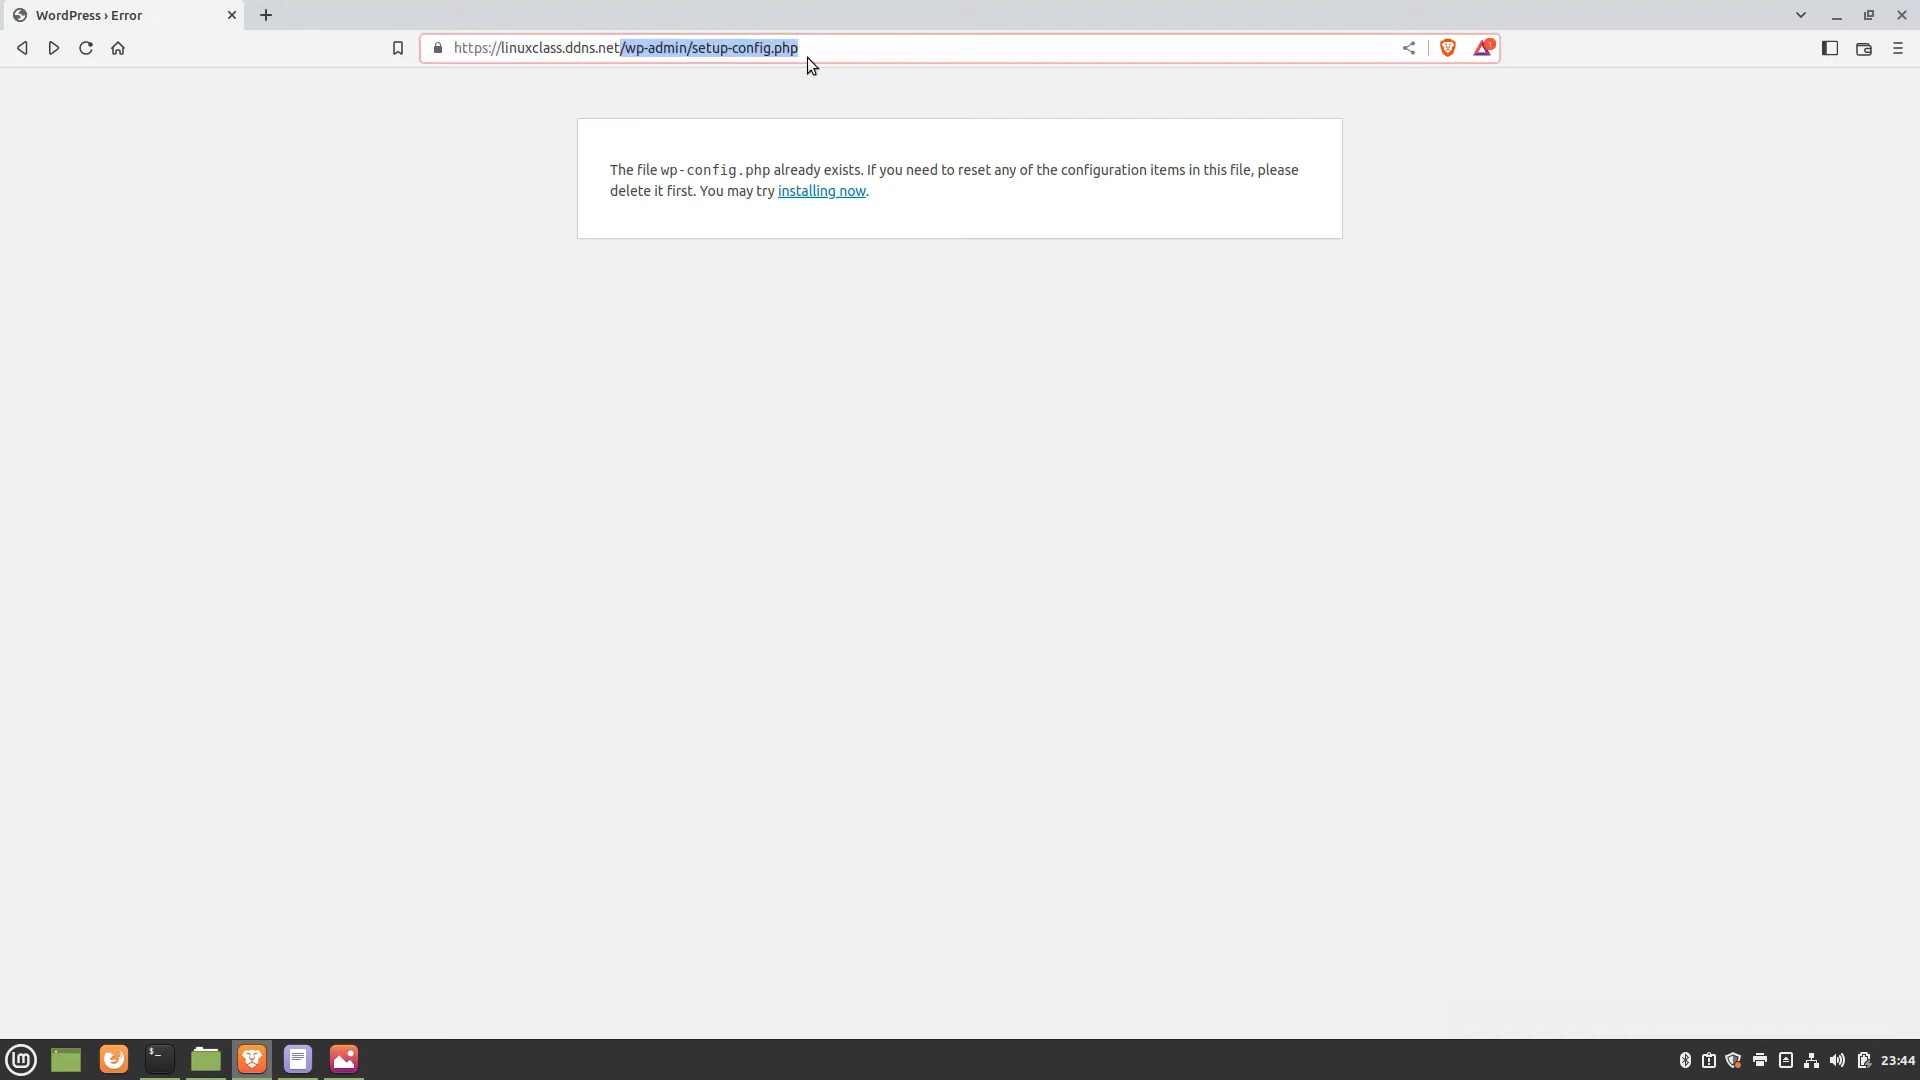 WordPress › Error
https://linuxclass.ddns.net/wp-admin/setup-config.php
The file wp-config.php already exists. If you need to reset any of the configuration items in this file, please
delete it first. You may try installing now.
23:44